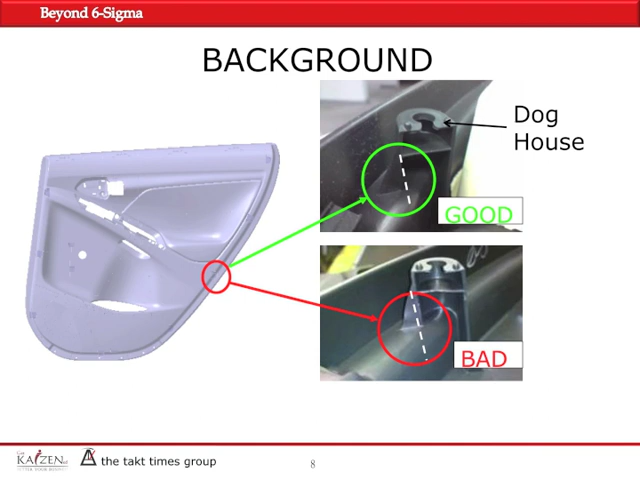 Beyond 6-Sigma
BACKGROUND
Dog
House
GOOD
BAD
KAIZEN
the takt times group
8